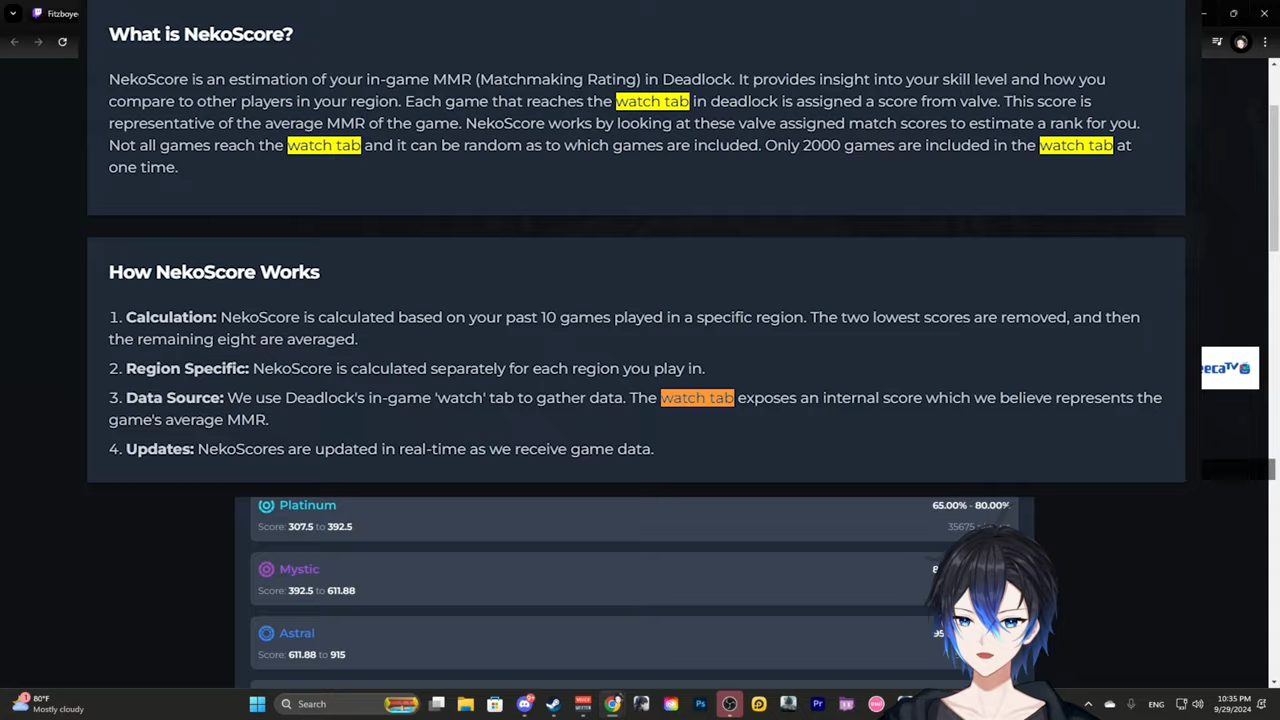 Fitzboye
What is NekoScore?
NekoScore is an estimation of your in-game MMR (Matchmaking Rating) in Deadlock. It provides insight into your skill level and how you
compare to other players in your region. Each game that reaches the watch tab in deadlock is assigned a score from valve. This score is
representative of the average MMR of the game. NekoScore works by looking at these valve assigned match scores to estimate a rank for you.
Not all games reach the watch tab and it can be random as to which games are included. Only 2000 games are included in the watch tab at
one time.
How NekoScore Works
1. Calculation: NekoScore is calculated based on your past 10 games played in a specific region. The two lowest scores are removed, and then
the remaining eight are averaged.
2. Region Specific: NekoScore is calculated separately for each region you play in.
3. Data Source: We use Deadlock's in-game 'watch' tab to gather data. The watch tab exposes an internal score which we believe represents the
game's average MMR.
4. Updates: NekoScores are updated in real-time as we receive game data.
eecaTV
Platinum 65.00% - 80.00%
Score: 307.5 to 392.5 35675
Mystic
Score: 392.5 to 611.88
Astral
Score: 611.88 to 915
80°F
Mostly cloudy
Search
ENG
10:35 PM
9/29/2024